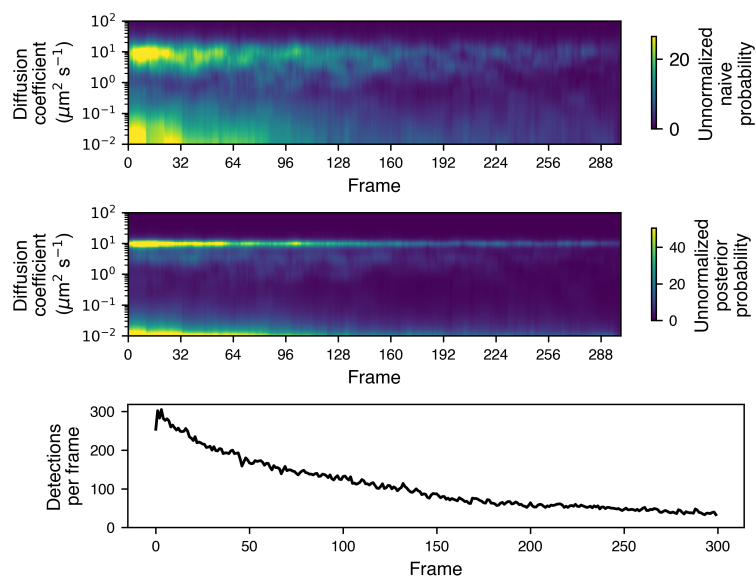 Diffusion
coefficient
(μm² s⁻¹)
10²
10¹
10⁰
10⁻¹
10⁻²
0 32 64 96 128 160 192 224 256 288
Frame
20
0
Unnormalized
naive
probability
Diffusion
coefficient
(μm² s⁻¹)
10²
10¹
10⁰
10⁻¹
10⁻²
0 32 64 96 128 160 192 224 256 288
Frame
40
20
0
Unnormalized
posterior
probability
Detections
per frame
300
200
100
0
0 50 100 150 200 250 300
Frame